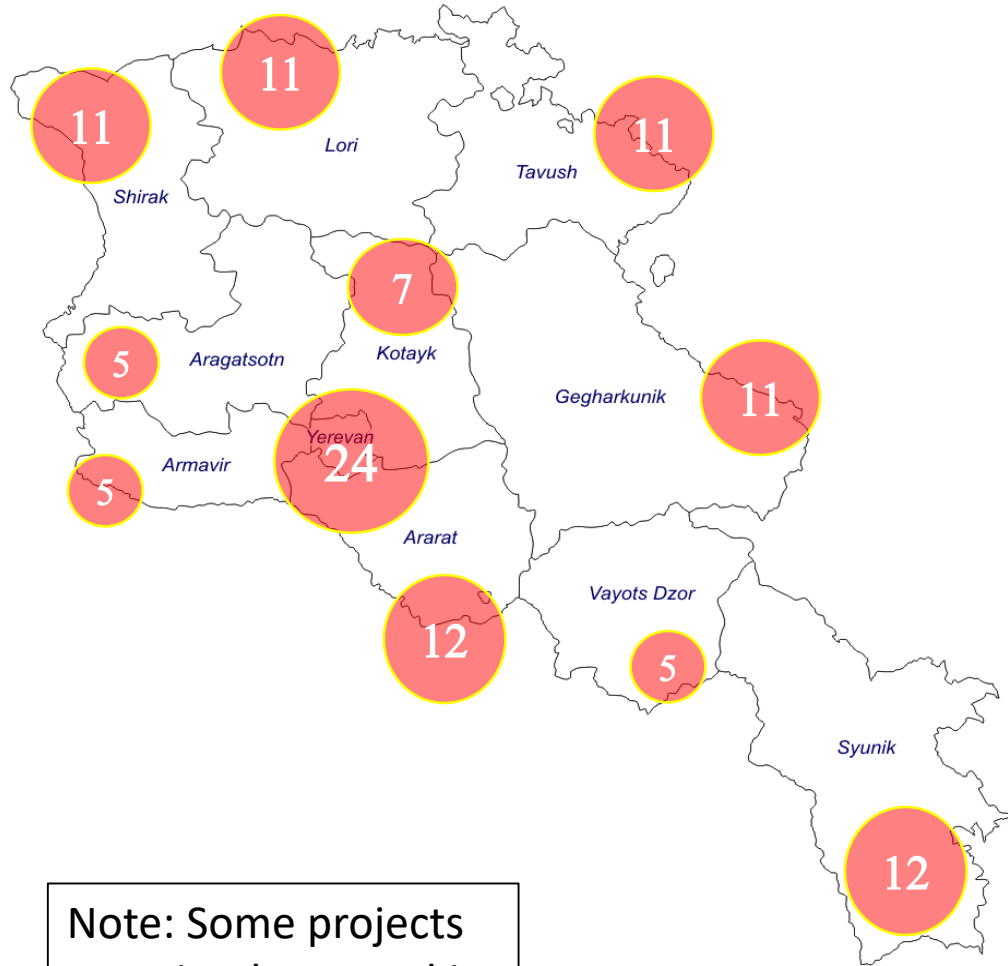 11
11
11
Lori
Tavush
Shirak
7
Kotayk
5
Aragatsotn
Gegharkunik
11
Yerevan
24
Armavir
5
Ararat
Vayots Dzor
12
5
Syunik
12
Note: Some projects